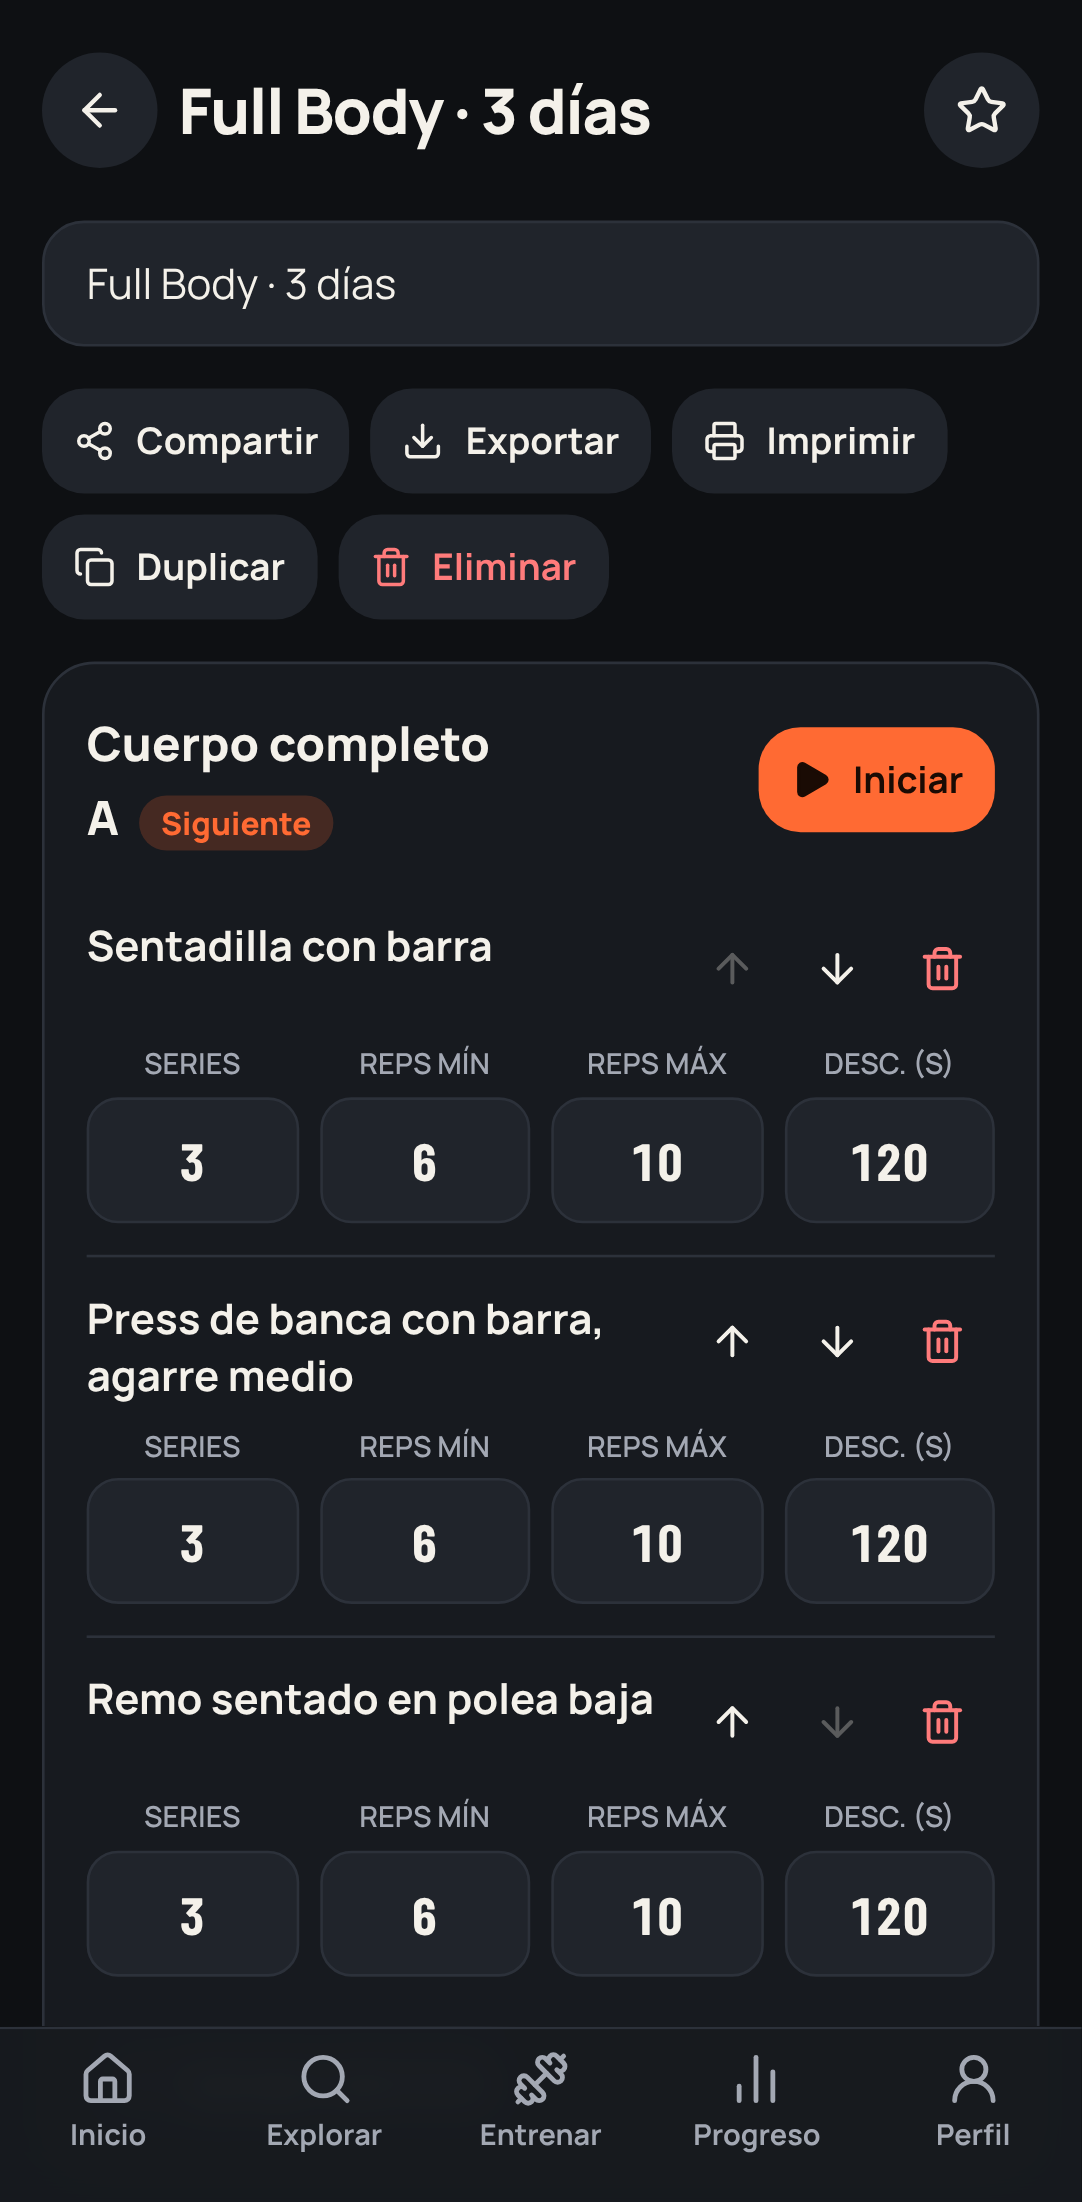 Full Body · 3 días
Full Body · 3 días
Compartir
Exportar
Imprimir
Duplicar
Eliminar
Cuerpo completo
A Siguiente
Iniciar
Sentadilla con barra
SERIES REPS MÍN REPS MÁX DESC. (S)
3 6 10 120
Press de banca con barra,
agarre medio
SERIES REPS MÍN REPS MÁX DESC. (S)
3 6 10 120
Remo sentado en polea baja
SERIES REPS MÍN REPS MÁX DESC. (S)
3 6 10 120
Inicio Explorar Entrenar Progreso Perfil